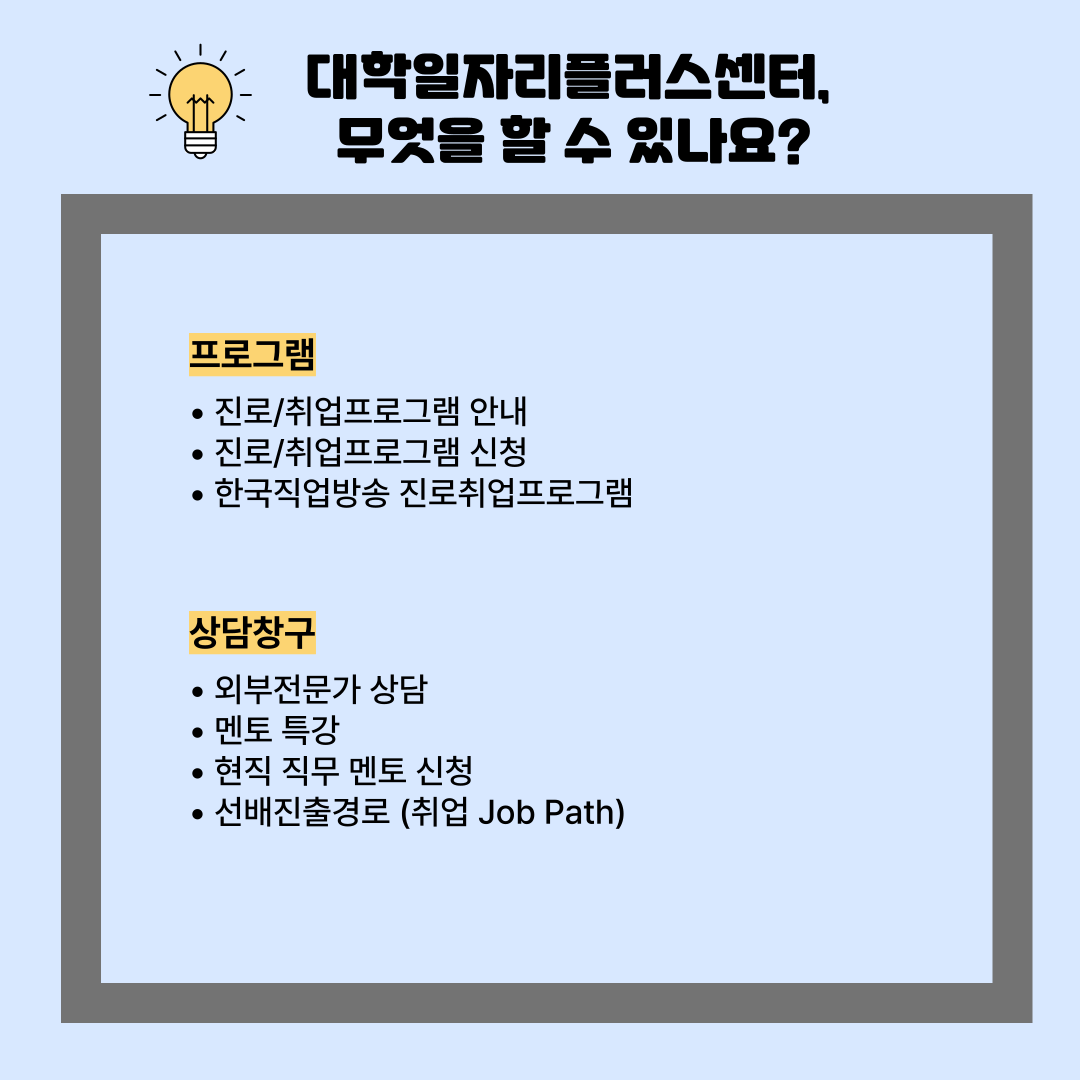 대학일자리플러스센터,
무엇을 할 수 있나요?
프로그램
• 진로/취업프로그램 안내
• 진로/취업프로그램 신청
• 한국직업방송 진로취업프로그램
상담창구
• 외부전문가 상담
• 멘토 특강
• 현직 직무 멘토 신청
• 선배진출경로 (취업 Job Path)